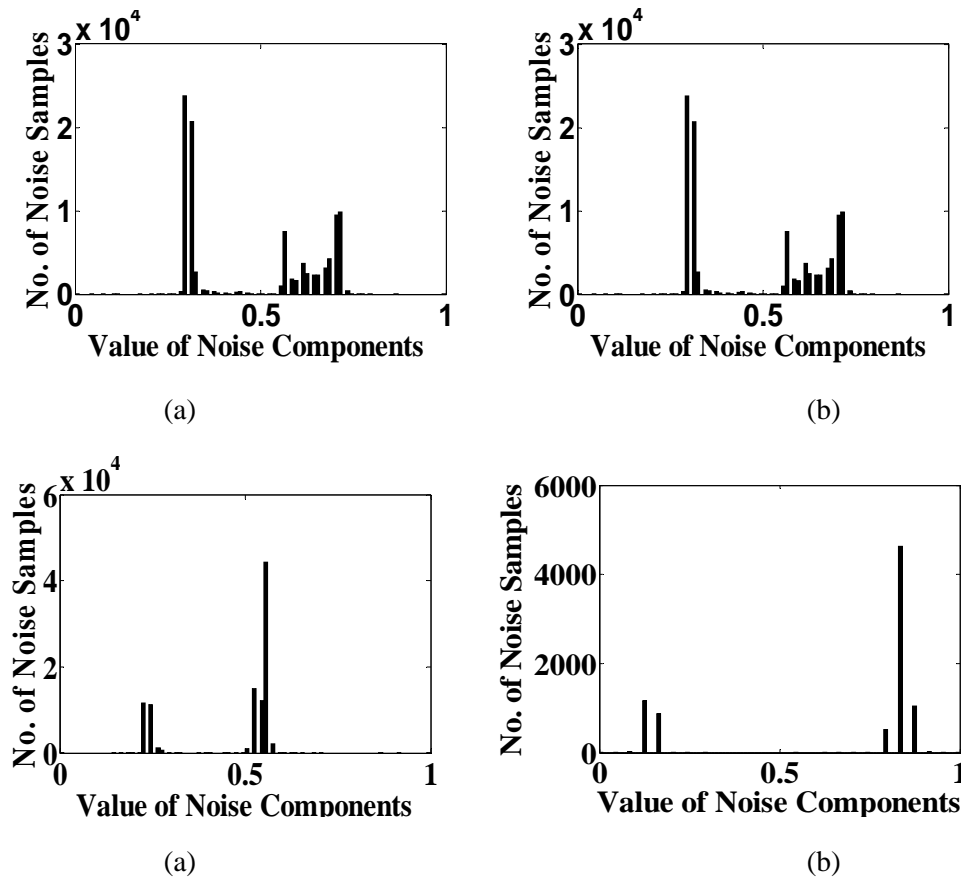 x 10^4
3
2
1
0
No. of Noise Samples
0 0.5 1
Value of Noise Components
(a)
x 10^4
3
2
1
0
No. of Noise Samples
0 0.5 1
Value of Noise Components
(b)
x 10^4
6
4
2
0
No. of Noise Samples
0 0.5 1
Value of Noise Components
(a)
6000
4000
2000
0
No. of Noise Samples
0 0.5 1
Value of Noise Components
(b)